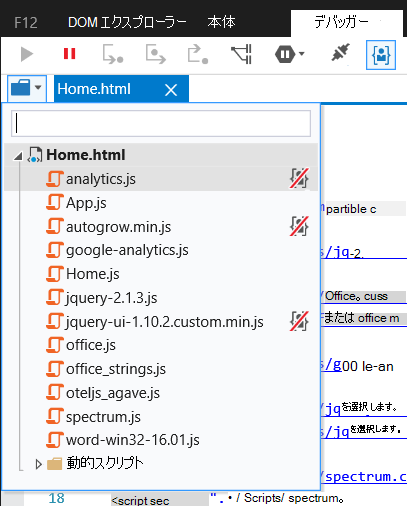 F12 DOM エクスプローラー 本体 デバッガー
Home.html
Home.html
analytics.js
App.js
partible c
autogrow.min.js
google-analytics.js
/jq-2.
Home.js
jquery-2.1.3.js
Office。cuss
jquery-ui-1.10.2.custom.min.js
または office m
office.js
office_strings.js
/g00 le-an
oteljs_agave.js
spectrum.js
/jqを選択します。
word-win32-16.01.js
/jqを選択します。
動的スクリプト
/spectrum.c
18 <script sec ".・/ Scripts/ spectrum。